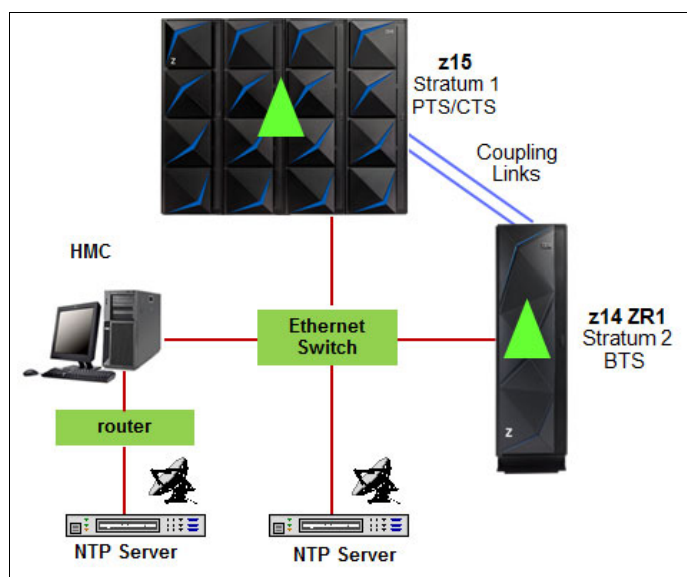 z15
Stratum 1
PTS/CTS
Coupling
Links
HMC
Ethernet
Switch
z14 ZR1
Stratum 2
BTS
router
NTP Server
NTP Server
Z
Z